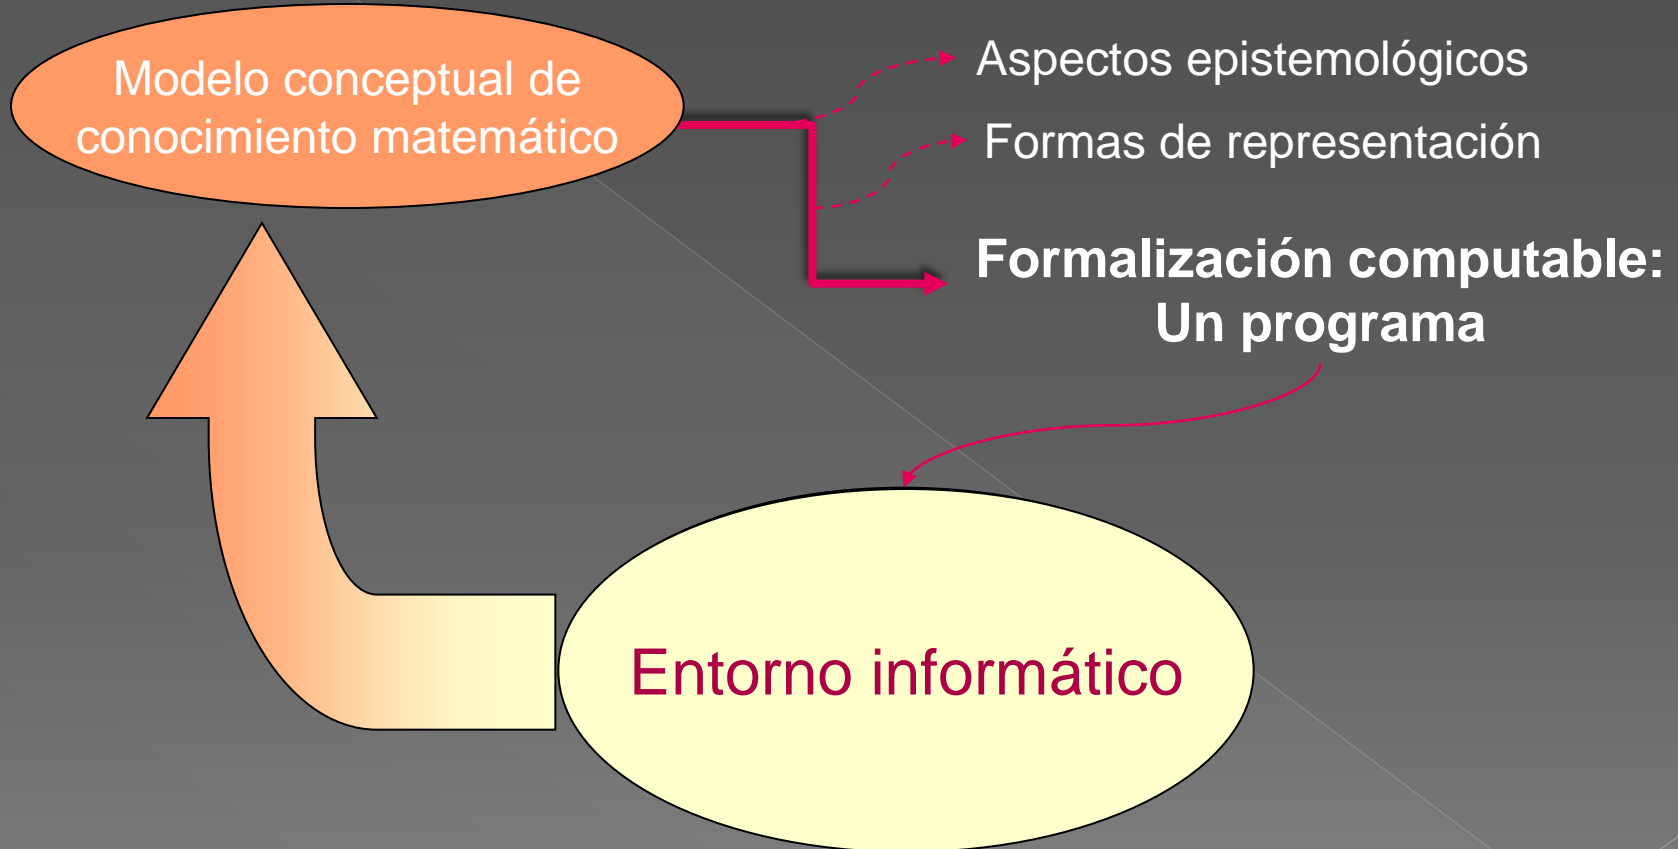 Modelo conceptual de
conocimiento matemático
Aspectos epistemológicos
Formas de representación
Formalización computable:
Un programa
Entorno informático